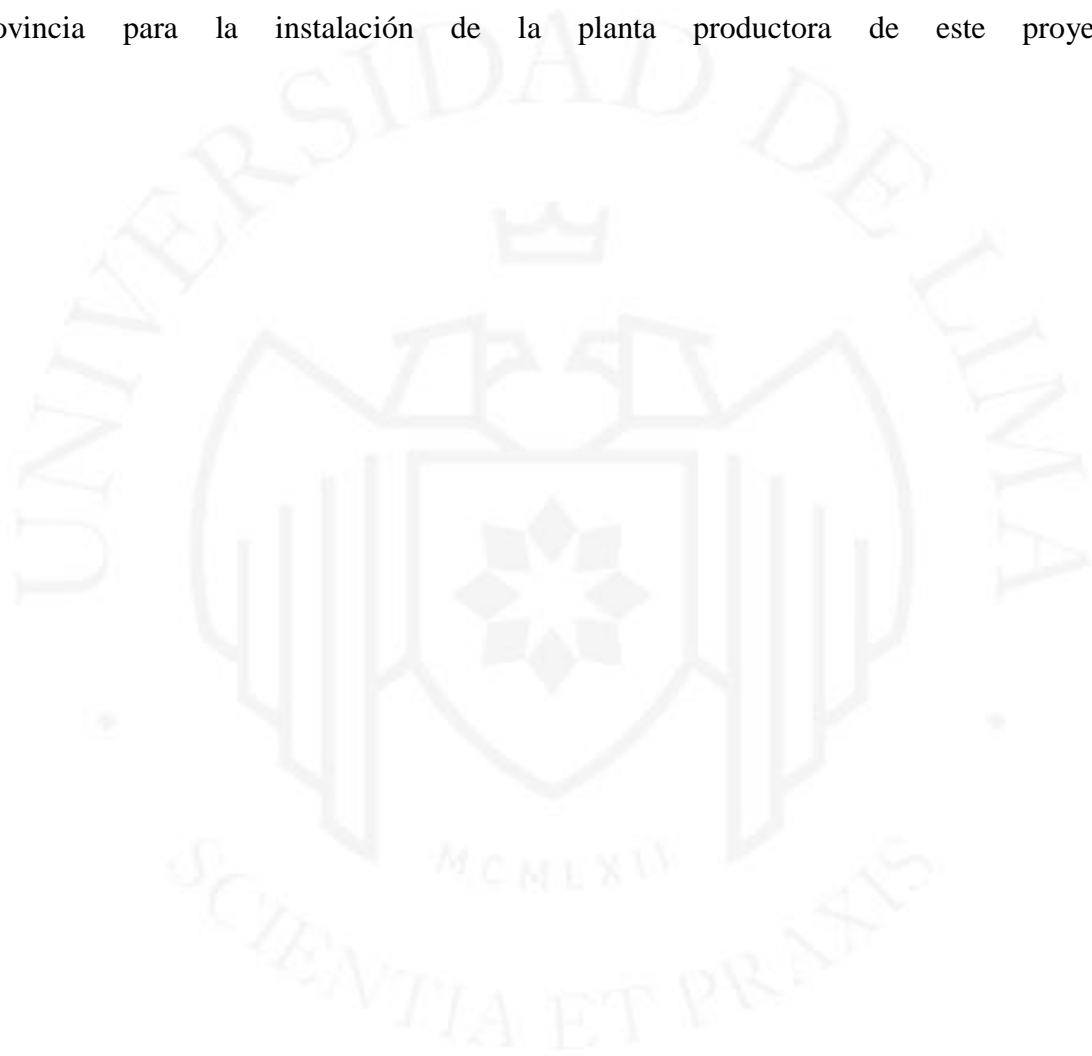 ovincia para la instalación de la planta productora de este proye
UNIVERSIDAD DE LIMA
MCMLXII
SCIENTIA ET PRAXIS